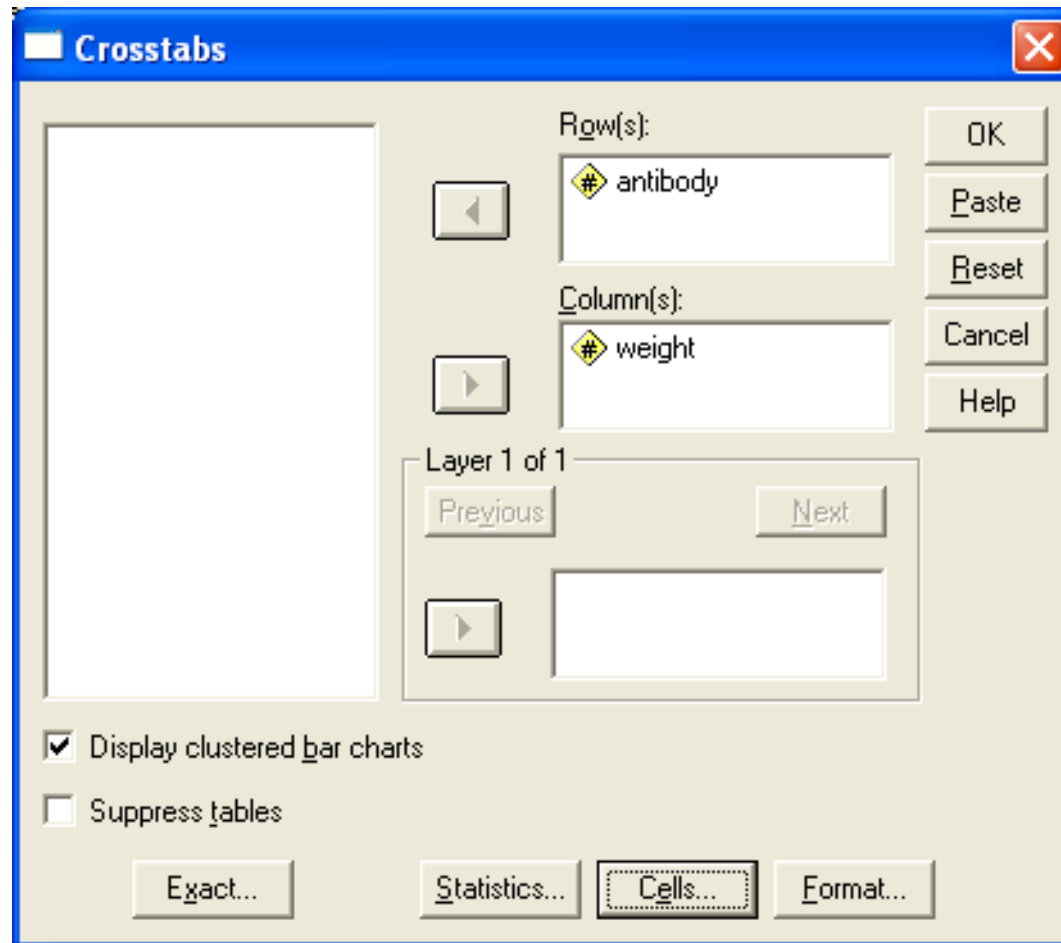 Crosstabs
Row(s):
# antibody
Column(s):
# weight
Layer 1 of 1
Previous
Next
OK
Paste
Reset
Cancel
Help
Display clustered bar charts
Suppress tables
Exact...
Statistics...
Cells...
Format...